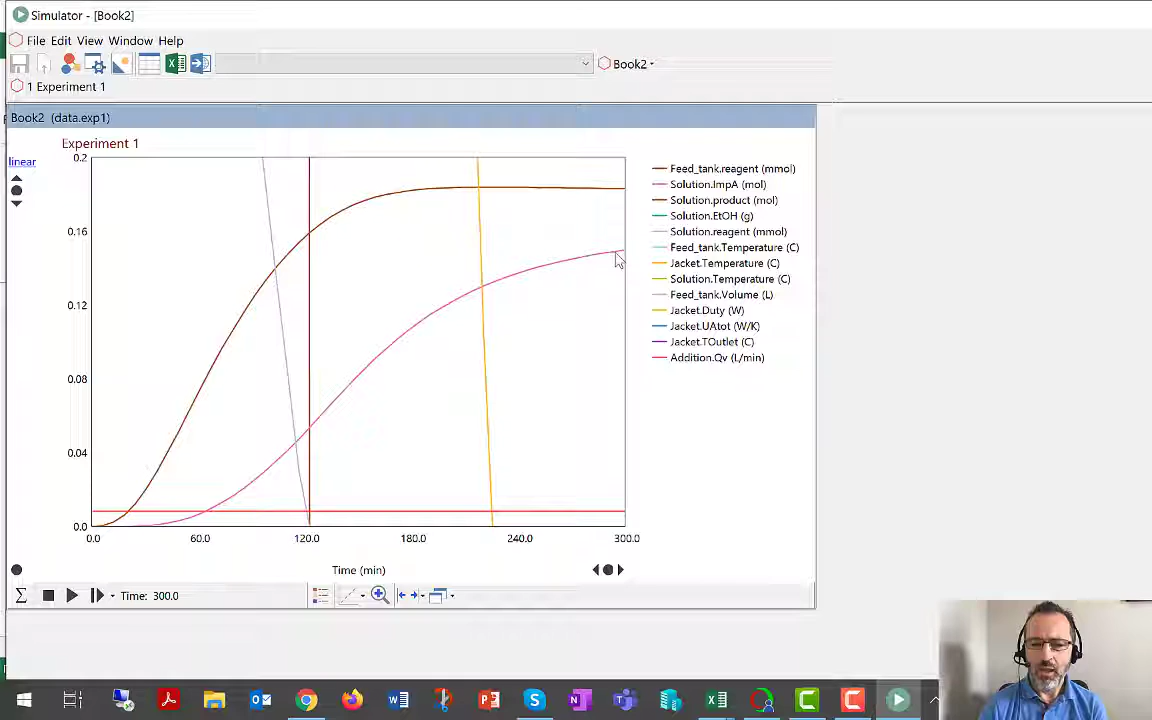 Simulator - [Book2]
File Edit View Window Help
Book2
1 Experiment 1
Book2 (data.exp1)
Experiment 1
linear
0.2
0.16
0.12
0.08
0.04
0.0
0.0 60.0 120.0 180.0 240.0 300.0
Time (min)
Feed_tank.reagent (mmol)
Solution.ImpA (mol)
Solution.product (mol)
Solution.EtOH (g)
Solution.reagent (mmol)
Feed_tank.Temperature (C)
Jacket.Temperature (C)
Solution.Temperature (C)
Feed_tank.Volume (L)
Jacket.Duty (W)
Jacket.UAtot (W/K)
Jacket.TOutlet (C)
Addition.Qv (L/min)
Σ Time: 300.0